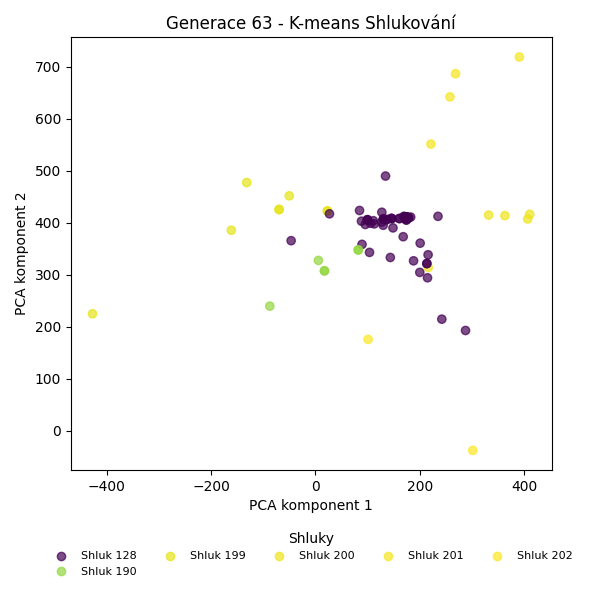 Generace 63 - K-means Shlukování
PCA komponent 2
700
600
500
400
300
200
100
0
−400 −200 0 200 400
PCA komponent 1
Shluky
Shluk 128 Shluk 199 Shluk 200 Shluk 201 Shluk 202
Shluk 190